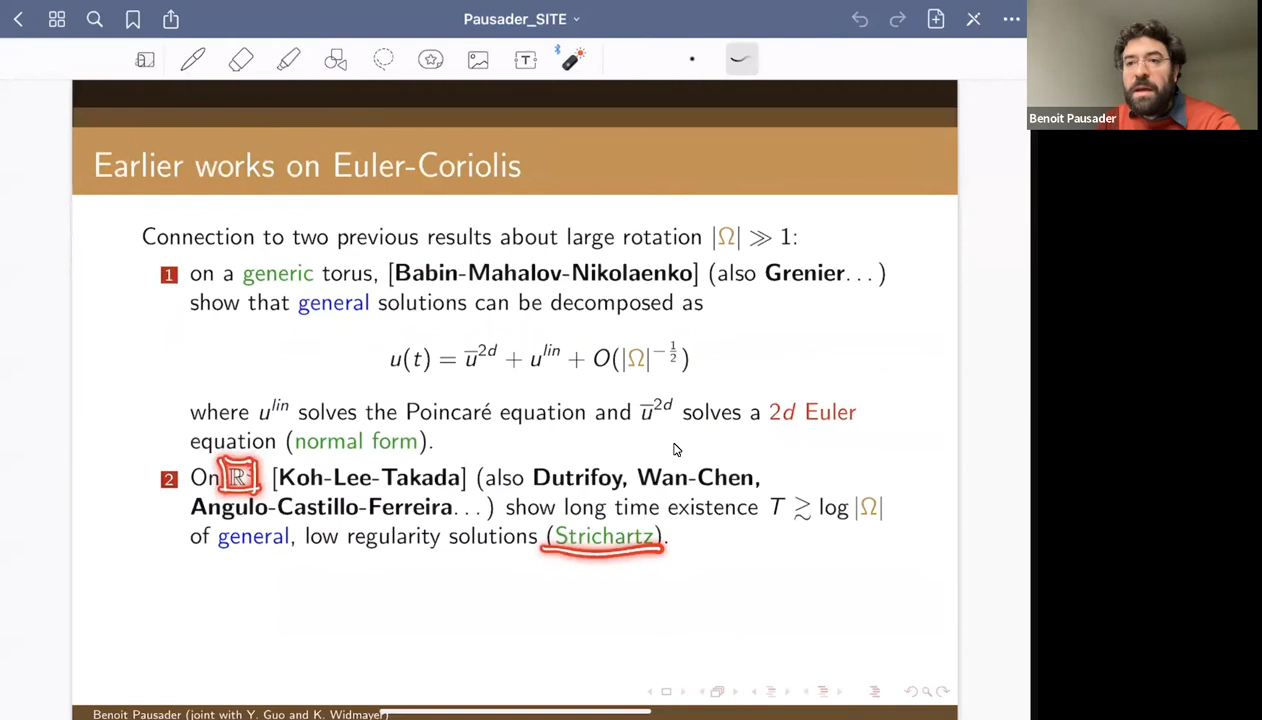 Pausader_SITE
Benoit Pausader
Earlier works on Euler-Coriolis
Connection to two previous results about large rotation |Ω| ≫ 1:
1 on a generic torus, [Babin-Mahalov-Nikolaenko] (also Grenier...)
show that general solutions can be decomposed as
u(t) = u̅²ᵈ + uˡⁱⁿ + O(|Ω|^{-1/2})
where uˡⁱⁿ solves the Poincaré equation and u̅²ᵈ solves a 2d Euler
equation (normal form).
2 On ℝ [Koh-Lee-Takada] (also Dutrifoy, Wan-Chen,
Angulo-Castillo-Ferreira...) show long time existence T ≳ log |Ω|
of general, low regularity solutions (Strichartz).
Benoit Pausader (joint with Y. Guo and K. Widmayer)